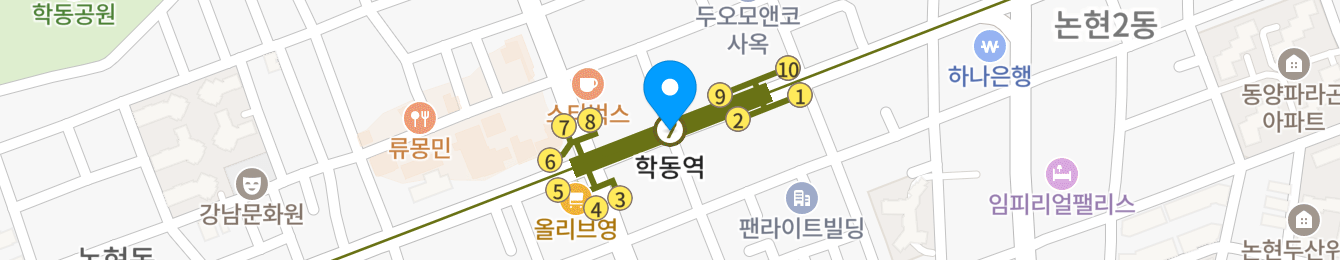 학동공원
두오모앤코
사옥
논현2동
하나은행
동양파라곤
아파트
10
9
1
2
스타벅스
7
8
7
류몽민
학동역
6
5
4
3
강남문화원
올리브영
팬라이트빌딩
임피리얼팰리스
논현동
논현두산위